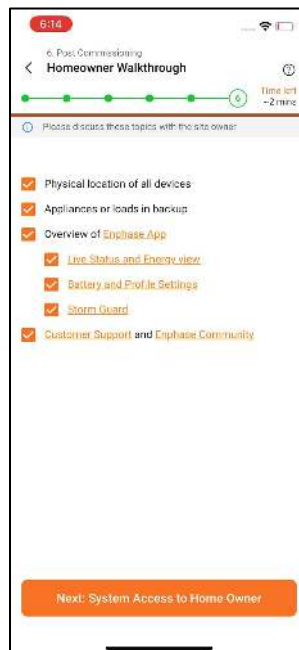 6:14
6. Post Commissioning
Homeowner Walkthrough
6
Time left
~2 mins
Please discuss these topics with the site owner
Physical location of all devices
Appliances or loads in backup
Overview of Enphase App
Live Status and Energy view
Battery and Profile Settings
Storm Guard
Customer Support and Enphase Community
Next: System Access to Home Owner